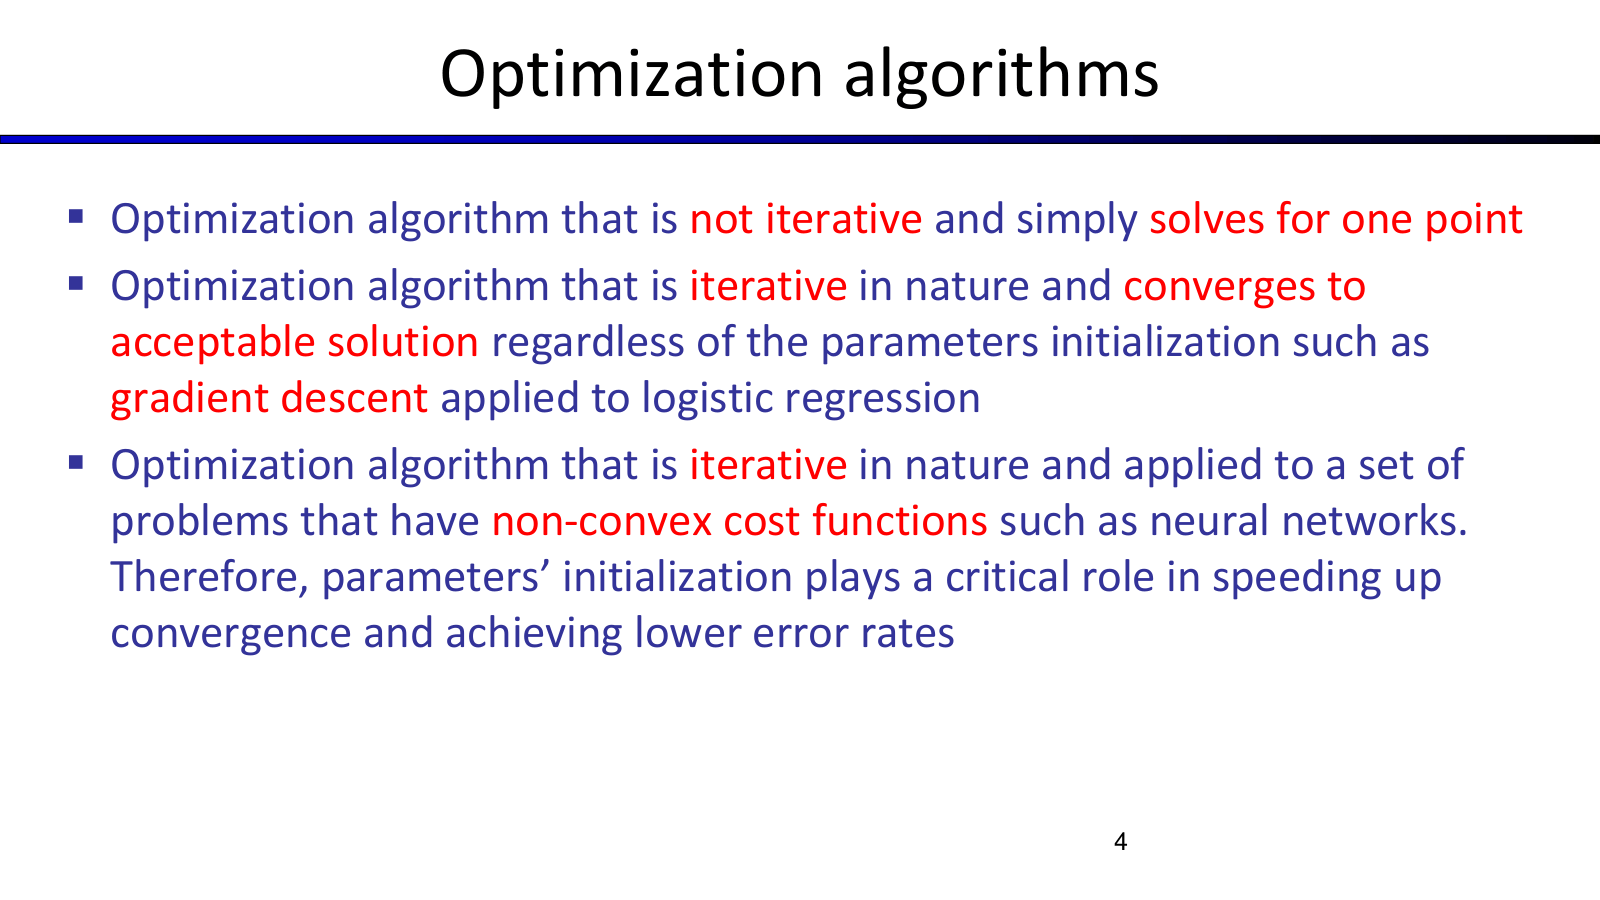 Optimization algorithms
▪ Optimization algorithm that is not iterative and simply solves for one point
▪ Optimization algorithm that is iterative in nature and converges to
acceptable solution regardless of the parameters initialization such as
gradient descent applied to logistic regression
▪ Optimization algorithm that is iterative in nature and applied to a set of
problems that have non-convex cost functions such as neural networks.
Therefore, parameters’ initialization plays a critical role in speeding up
convergence and achieving lower error rates
4